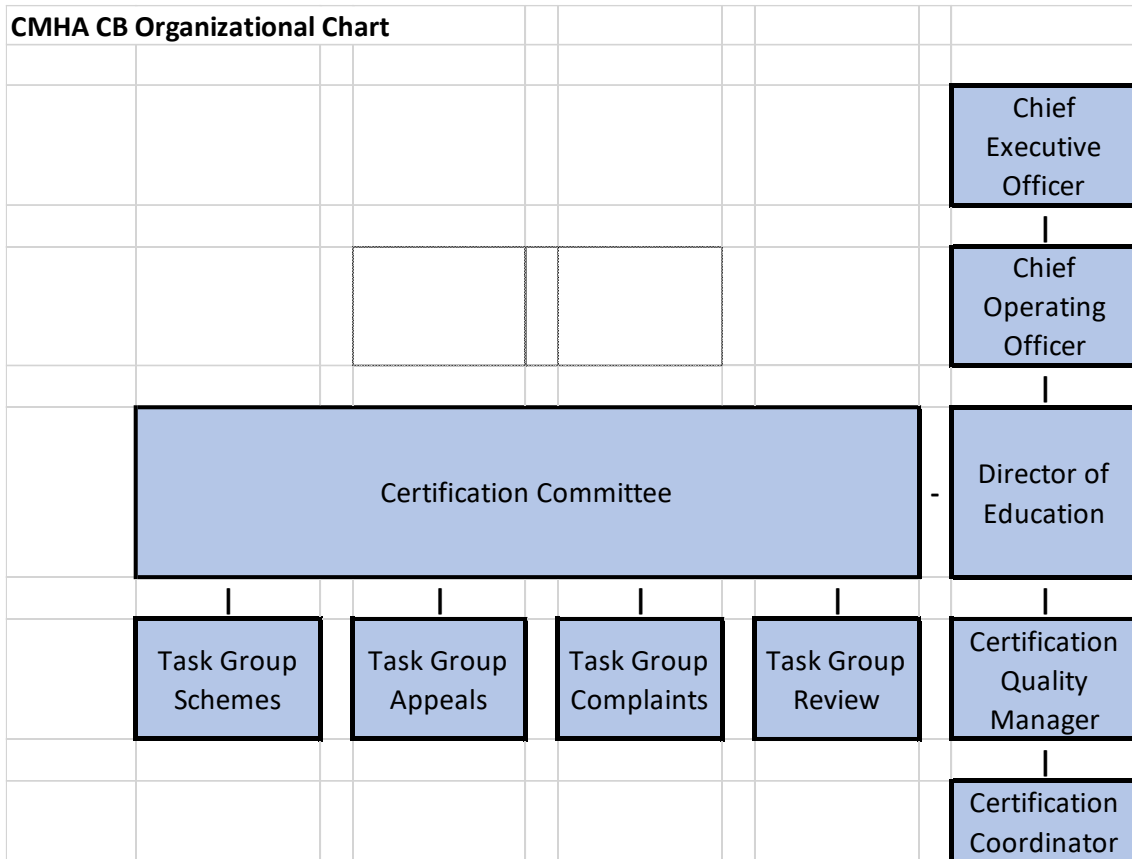 CMHA CB Organizational Chart
Chief
Executive
Officer
|
Chief
Operating
Officer
|
Certification Committee
-
Director of
Education
|
|
|
|
|
Task Group
Schemes
Task Group
Appeals
Task Group
Complaints
Task Group
Review
Certification
Quality
Manager
|
Certification
Coordinator